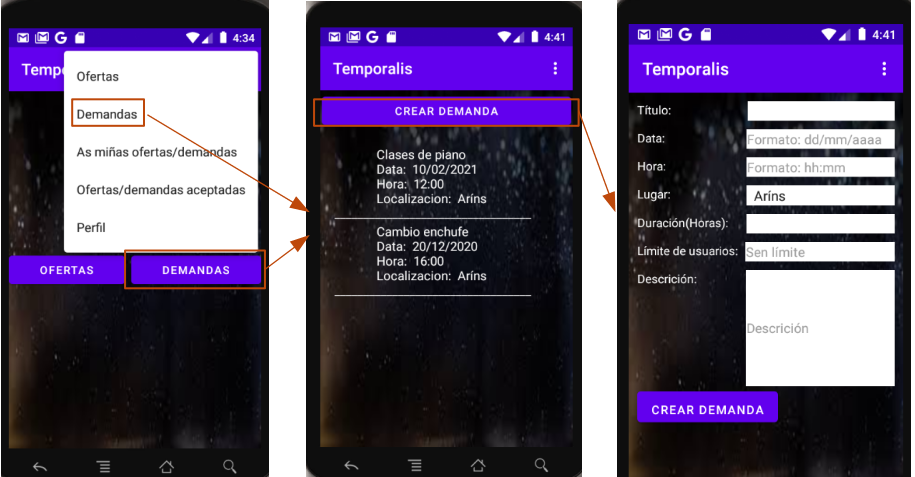 4:34
Temp
Ofertas
Demandas
As miñas ofertas/demandas
Ofertas/demandas aceptadas
Perfil
OFERTAS
DEMANDAS
G
4:41
Temporalis
CREAR DEMANDA
Clases de piano
Data: 10/02/2021
Hora: 12:00
Localizacion: Aríns
Cambio enchufe
Data: 20/12/2020
Hora: 16:00
Localizacion: Aríns
G
4:41
Temporalis
Título:
Data: Formato: dd/mm/aaaa
Hora: Formato: hh:mm
Lugar: Aríns
Duración(Horas):
Límite de usuarios: Sen límite
Descrición:
Descrición
CREAR DEMANDA